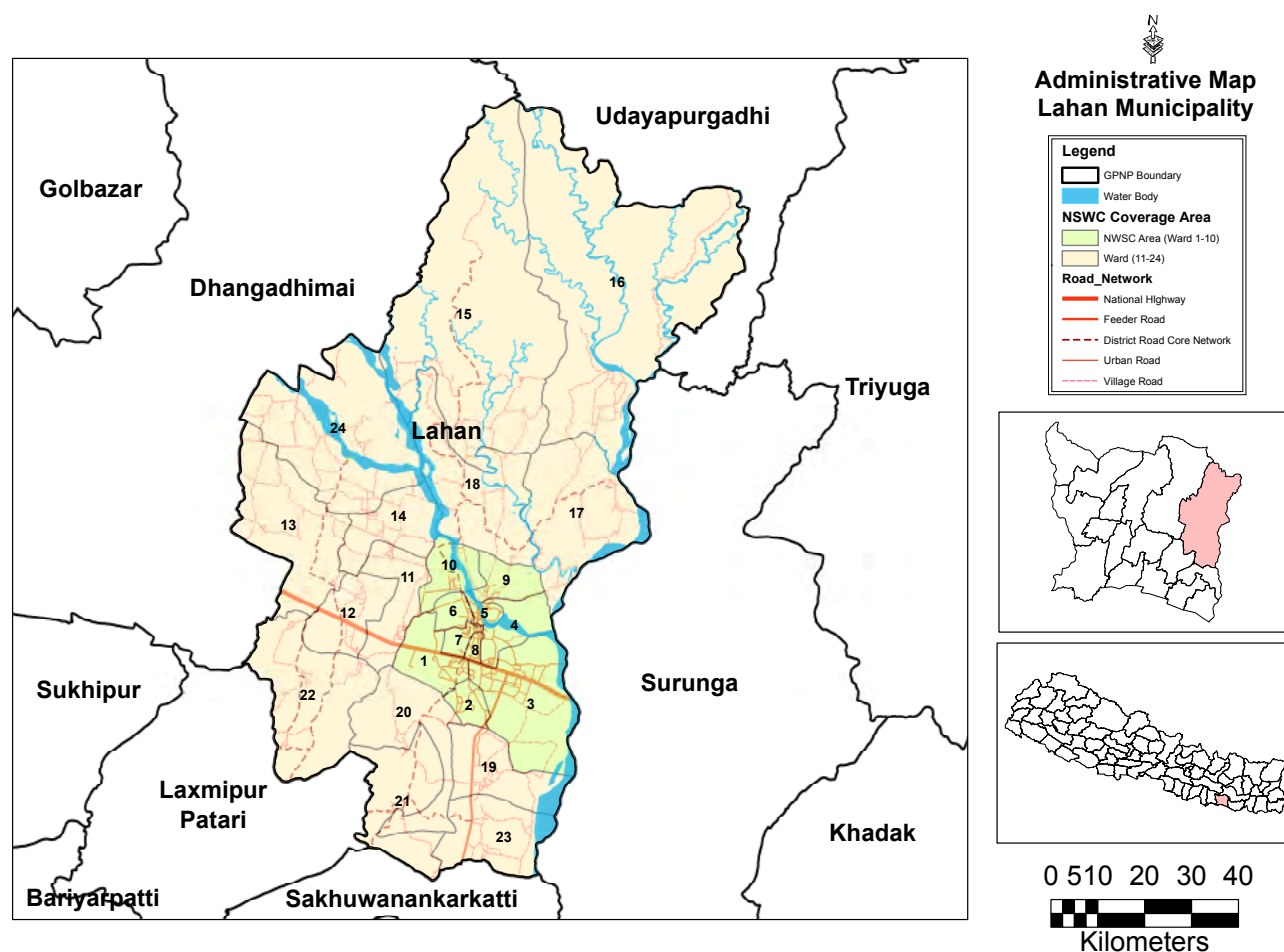 N
Administrative Map
Lahan Municipality
Legend
GPNP Boundary
Water Body
NSWC Coverage Area
NWSC Area (Ward 1-10)
Ward (11-24)
Road_Network
National HIghway
Feeder Road
District Road Core Network
Urban Road
Village Road
Udayapurgadhi
Golbazar
Dhangadhimai
16
15
Triyuga
24
Lahan
18
13
14
17
10
9
11
6
5
12
4
7
8
1
Sukhipur
Surunga
22
20
2
3
19
Laxmipur
Patari
21
23
Khadak
Bariyarpatti
Sakhuwanankarkatti
0 510 20 30 40
Kilometers